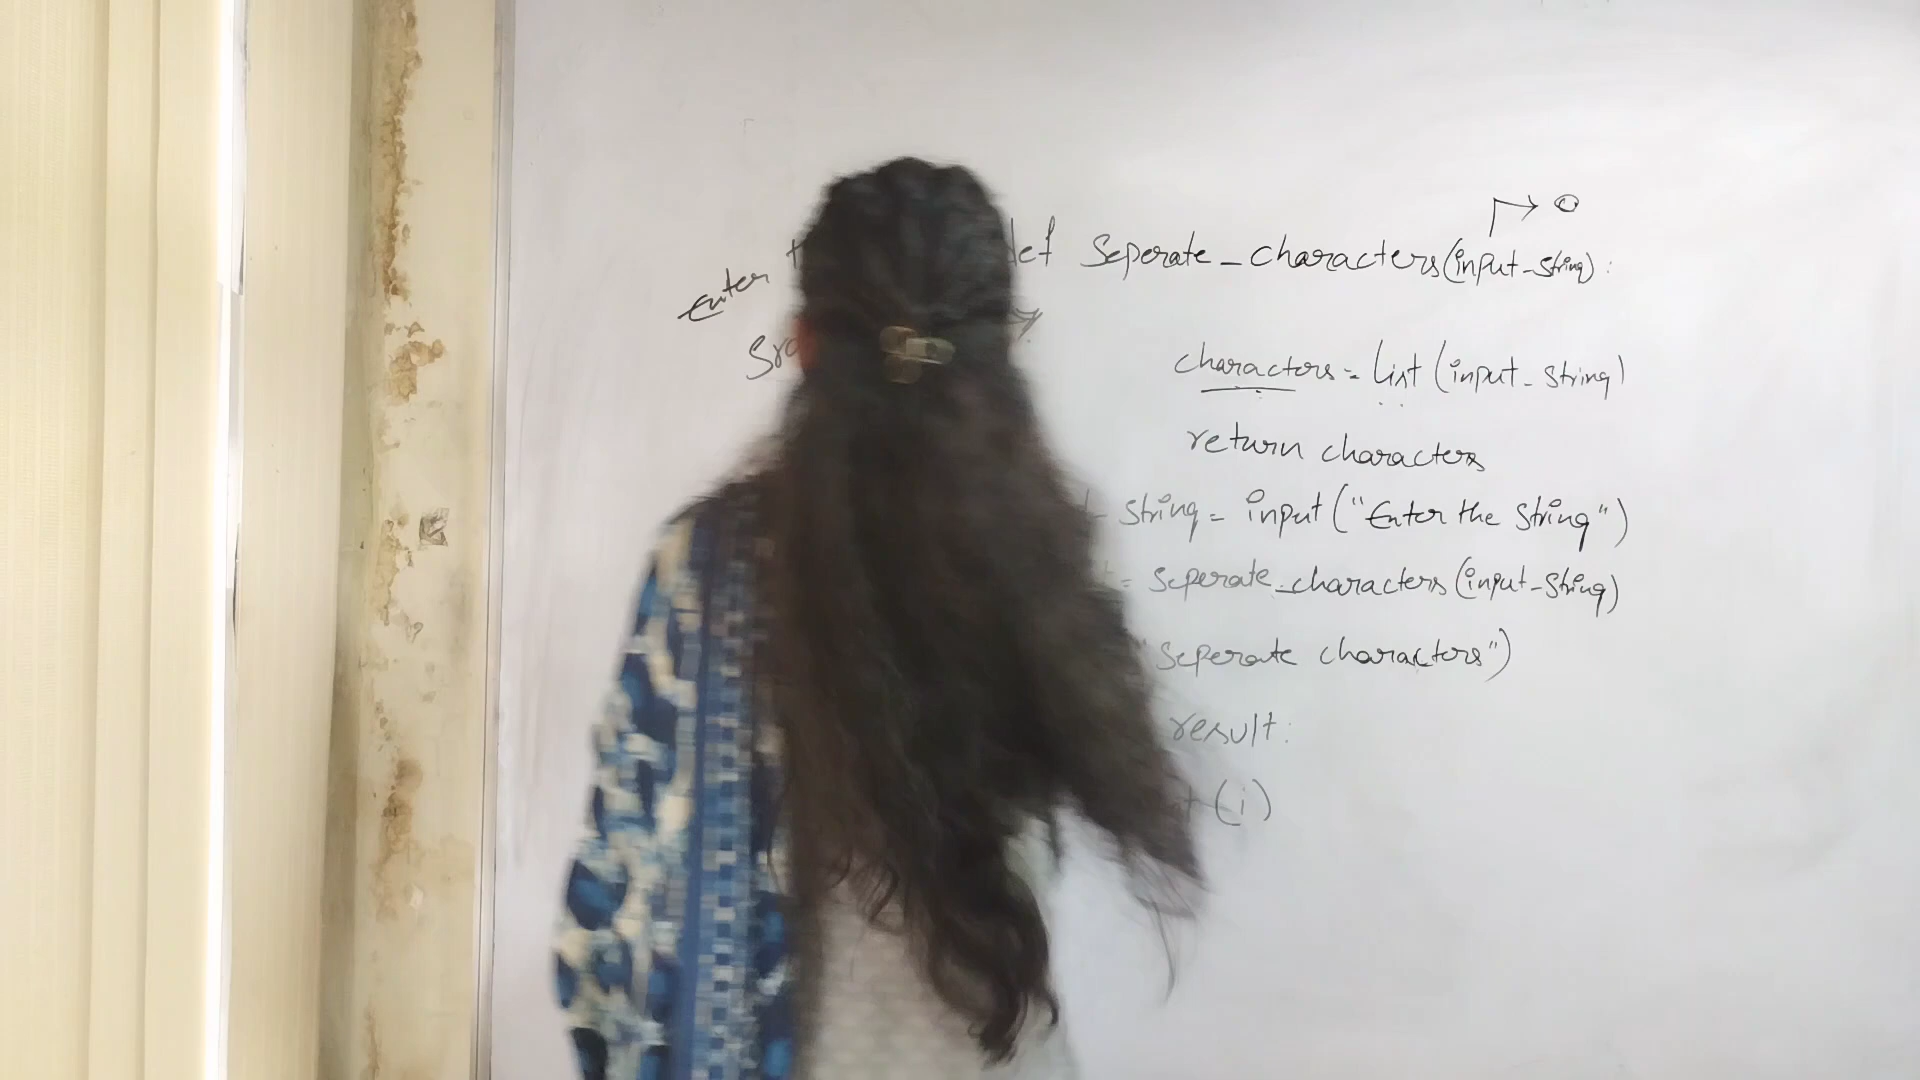 Enter
def Seperate_characters(input_string):
characters = list(input_string)
return characters
string = input("Enter the string")
= seperate_characters(input_string)
"seperate characters")
result:
(i)